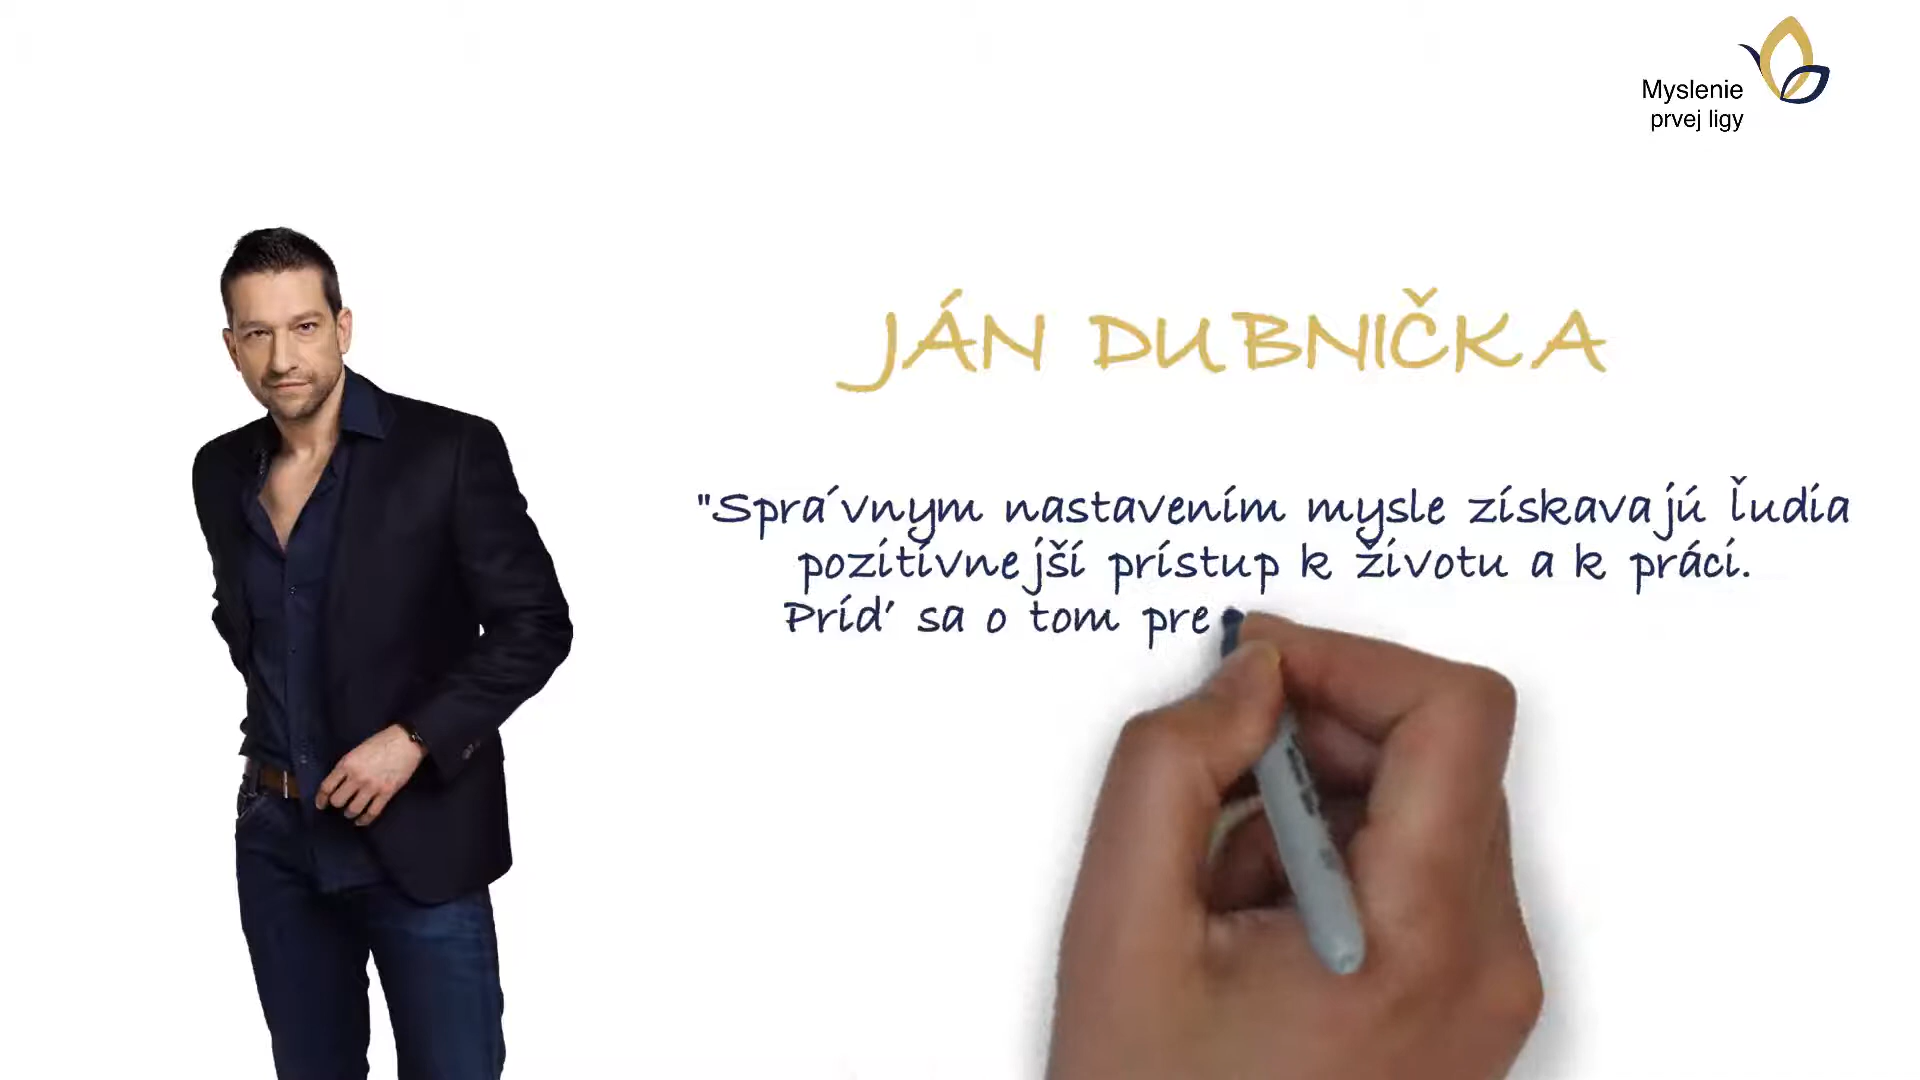 Myslenie
prvej ligy
JÁN DUBNIČKA
"Správnym nastavením mysle získavajú ľudia
pozitívnejší prístup k životu a k práci.
Príď sa o tom pre